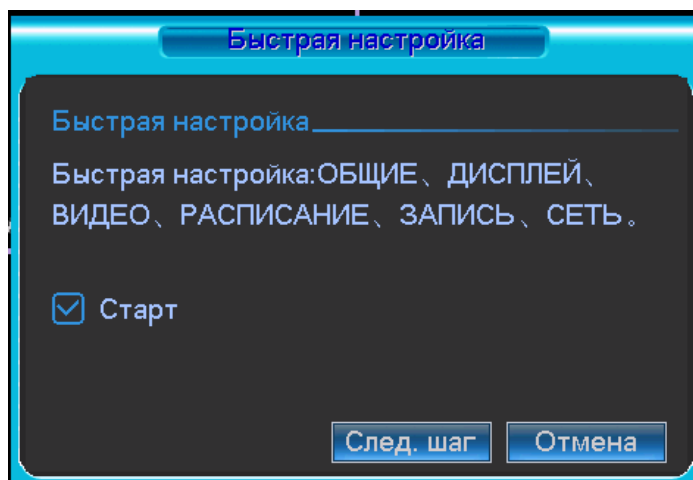 Быстрая настройка
Быстрая настройка
Быстрая настройка:ОБЩИЕ、ДИСПЛЕЙ、
ВИДЕО、РАСПИСАНИЕ、ЗАПИСЬ、СЕТЬ。
Старт
След. шаг Отмена